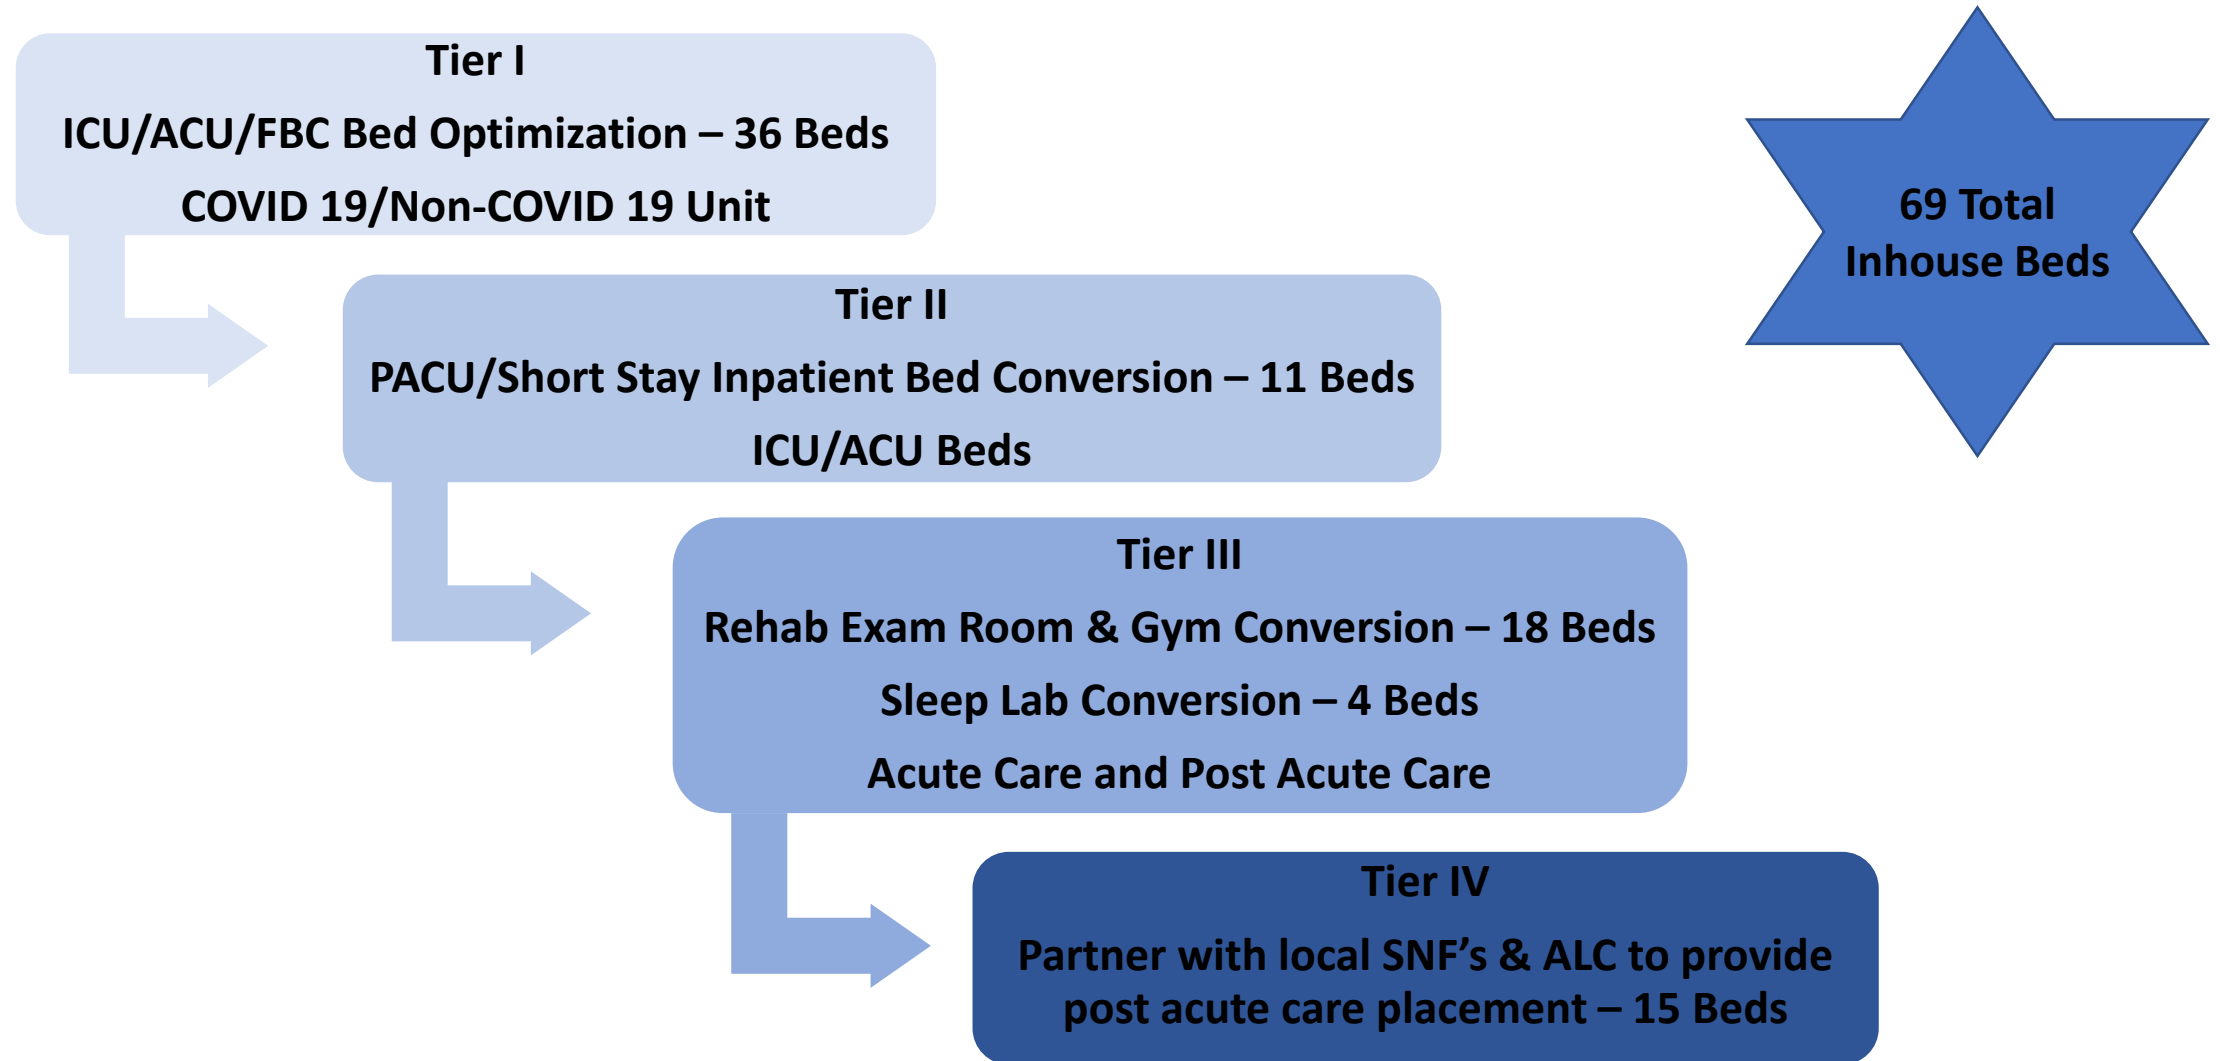 Tier I
ICU/ACU/FBC Bed Optimization – 36 Beds
COVID 19/Non-COVID 19 Unit
69 Total
Inhouse Beds
Tier II
PACU/Short Stay Inpatient Bed Conversion – 11 Beds
ICU/ACU Beds
Tier III
Rehab Exam Room & Gym Conversion – 18 Beds
Sleep Lab Conversion – 4 Beds
Acute Care and Post Acute Care
Tier IV
Partner with local SNF’s & ALC to provide
post acute care placement – 15 Beds